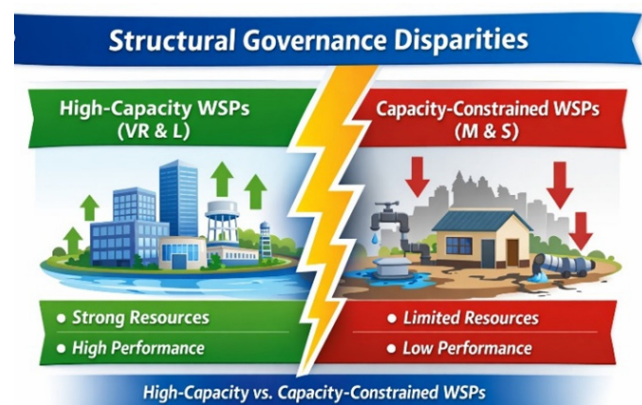 Structural Governance Disparities
High-Capacity WSPs
(VR & L)
• Strong Resources
• High Performance
Capacity-Constrained WSPs
(M & S)
• Limited Resources
• Low Performance
High-Capacity vs. Capacity-Constrained WSPs